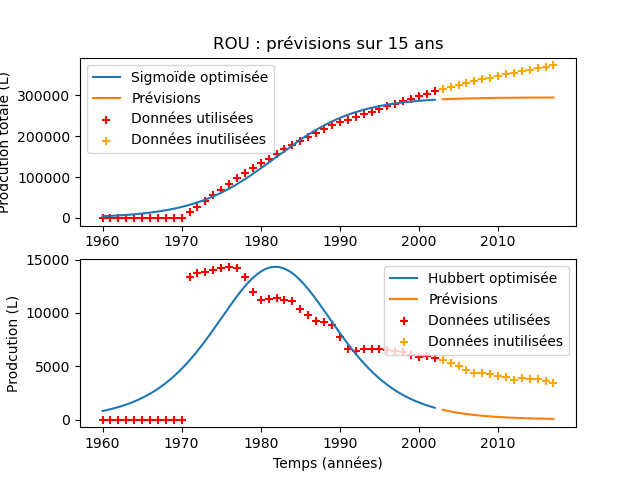 ROU : prévisions sur 15 ans
Prodcution totale (L)
300000
200000
100000
0
Sigmoïde optimisée
Prévisions
Données utilisées
Données inutilisées
1960 1970 1980 1990 2000 2010
Prodcution (L)
15000
10000
5000
0
Hubbert optimisée
Prévisions
Données utilisées
Données inutilisées
1960 1970 1980 1990 2000 2010
Temps (années)